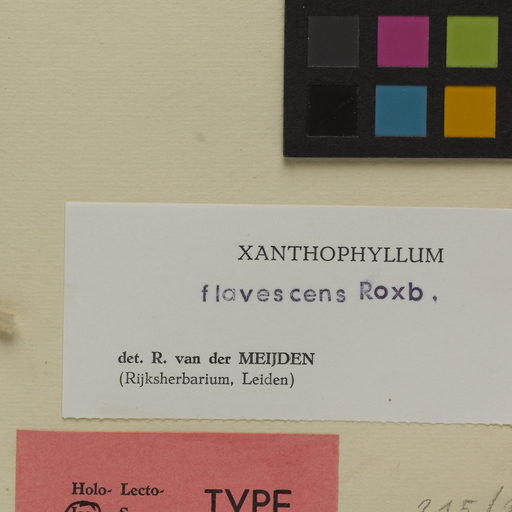 XANTHOPHYLLUM
flavescens Roxb.
det. R. van der MEIJDEN
(Rijksherbarium, Leiden)
Holo- Lecto-
TYPE